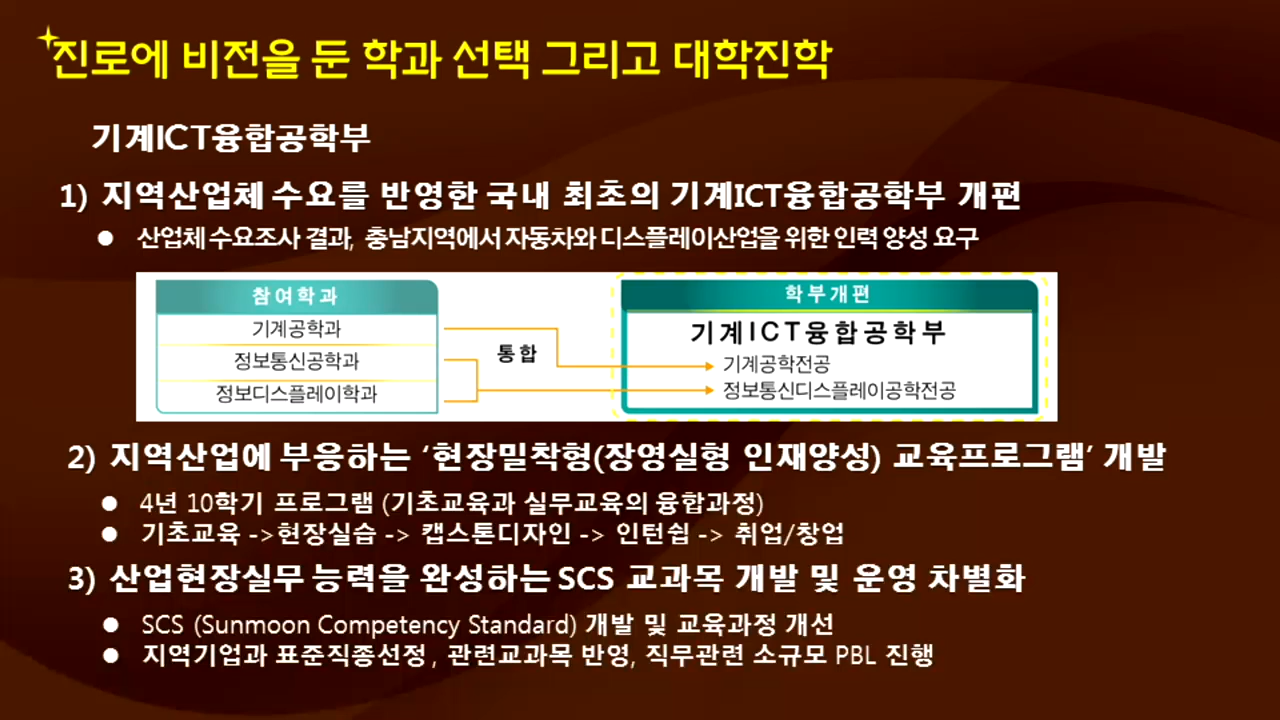 진로에 비전을 둔 학과 선택 그리고 대학진학
기계ICT융합공학부
1) 지역산업체 수요를 반영한 국내 최초의 기계ICT융합공학부 개편
● 산업체 수요조사 결과, 충남지역에서 자동차와 디스플레이산업을 위한 인력 양성 요구
참여학과
기계공학과
정보통신공학과
정보디스플레이학과
통합
학부개편
기계ICT융합공학부
기계공학전공
정보통신디스플레이공학전공
2) 지역산업에 부응하는 ‘현장밀착형(장영실형 인재양성) 교육프로그램’ 개발
● 4년 10학기 프로그램 (기초교육과 실무교육의 융합과정)
● 기초교육 ->현장실습 -> 캡스톤디자인 -> 인턴쉽 -> 취업/창업
3) 산업현장실무 능력을 완성하는 SCS 교과목 개발 및 운영 차별화
● SCS (Sunmoon Competency Standard) 개발 및 교육과정 개선
● 지역기업과 표준직종선정 , 관련교과목 반영, 직무관련 소규모 PBL 진행